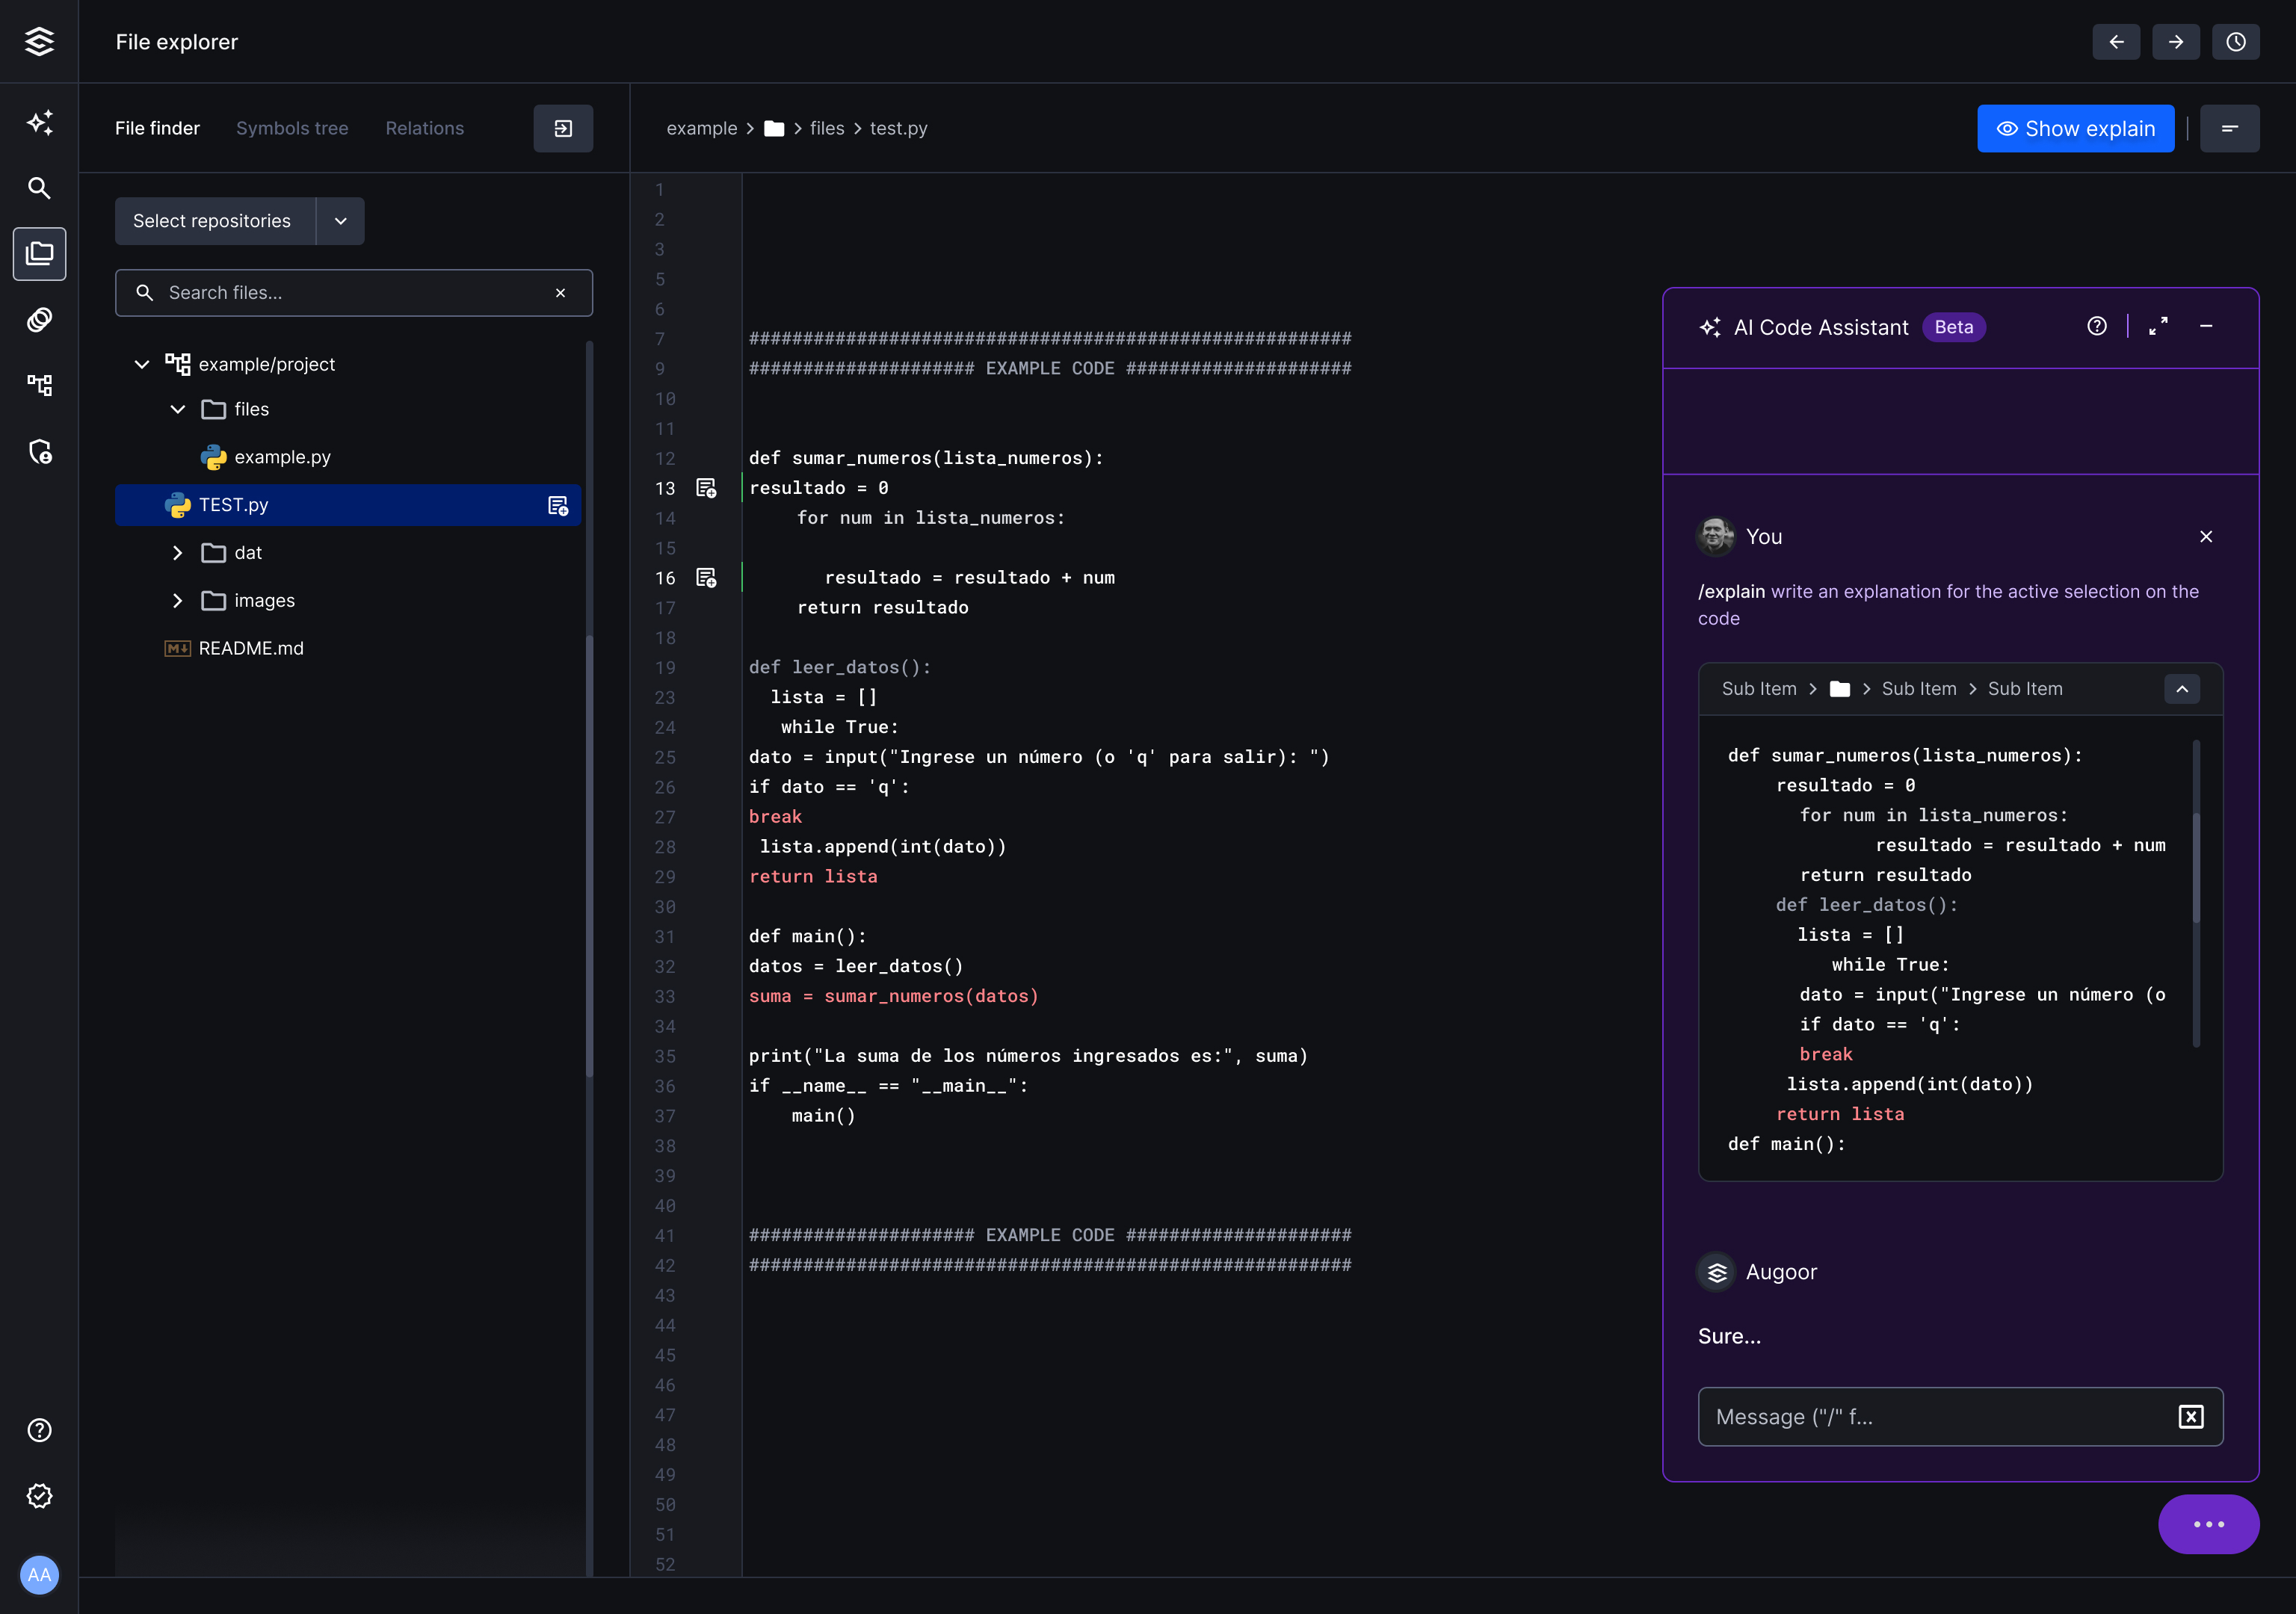 File explorer
File finder Symbols tree Relations
example > > files > test.py
Show explain
Select repositories
Search files...
example/project
files
example.py
TEST.py
dat
images
README.md
AA
1
2
3
5
6
7 ########################################################
9 ##################### EXAMPLE CODE #####################
10
11
12 def sumar_numeros(lista_numeros):
13 resultado = 0
14 for num in lista_numeros:
15
16 resultado = resultado + num
17 return resultado
18
19 def leer_datos():
23 lista = []
24 while True:
25 dato = input("Ingrese un número (o 'q' para salir): ")
26 if dato == 'q':
27 break
28 lista.append(int(dato))
29 return lista
30
31 def main():
32 datos = leer_datos()
33 suma = sumar_numeros(datos)
34
35 print("La suma de los números ingresados es:", suma)
36 if __name__ == "__main__":
37 main()
38
39
40
41 ##################### EXAMPLE CODE #####################
42 ########################################################
43
44
45
46
47
48
49
50
51
52
AI Code Assistant Beta
You
/explain write an explanation for the active selection on the
code
Sub Item > > Sub Item > Sub Item
def sumar_numeros(lista_numeros):
resultado = 0
for num in lista_numeros:
resultado = resultado + num
return resultado
def leer_datos():
lista = []
while True:
dato = input("Ingrese un número (o
if dato == 'q':
break
lista.append(int(dato))
return lista
def main():
Augoor
Sure...
Message ("/" f...